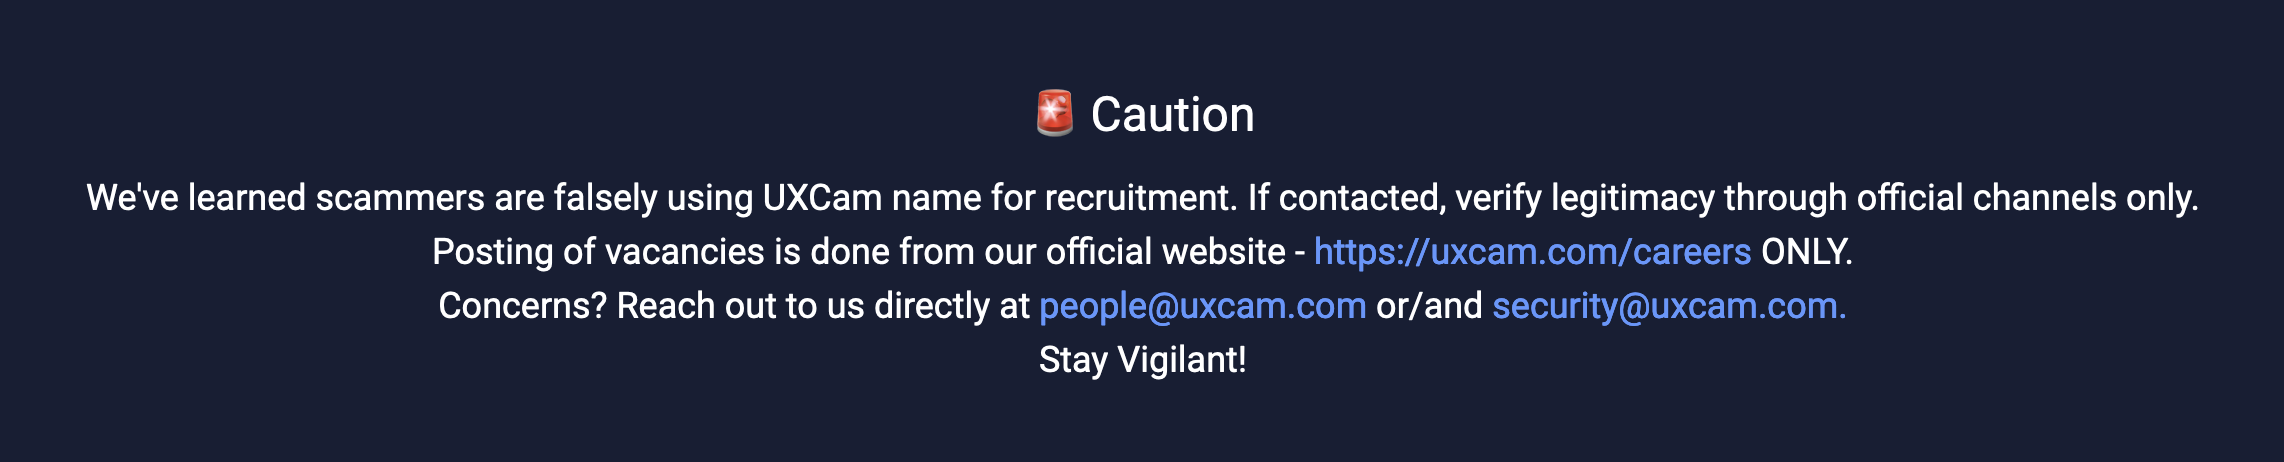 🚨 Caution
We've learned scammers are falsely using UXCam name for recruitment. If contacted, verify legitimacy through official channels only.
Posting of vacancies is done from our official website - https://uxcam.com/careers ONLY.
Concerns? Reach out to us directly at people@uxcam.com or/and security@uxcam.com.
Stay Vigilant!